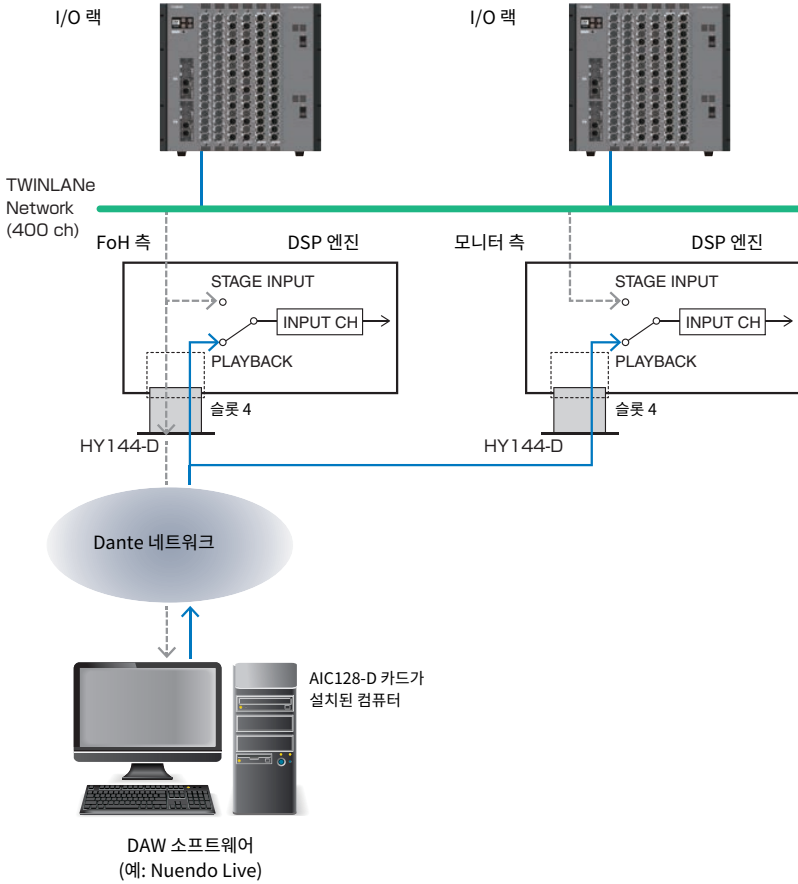 I/O 랙
I/O 랙
TWINLANe
Network
(400 ch)
FoH 측
DSP 엔진
모니터 측
DSP 엔진
STAGE INPUT
INPUT CH
PLAYBACK
STAGE INPUT
INPUT CH
PLAYBACK
슬롯 4
슬롯 4
HY144-D
HY144-D
Dante 네트워크
AIC128-D 카드가
설치된 컴퓨터
DAW 소프트웨어
(예: Nuendo Live)